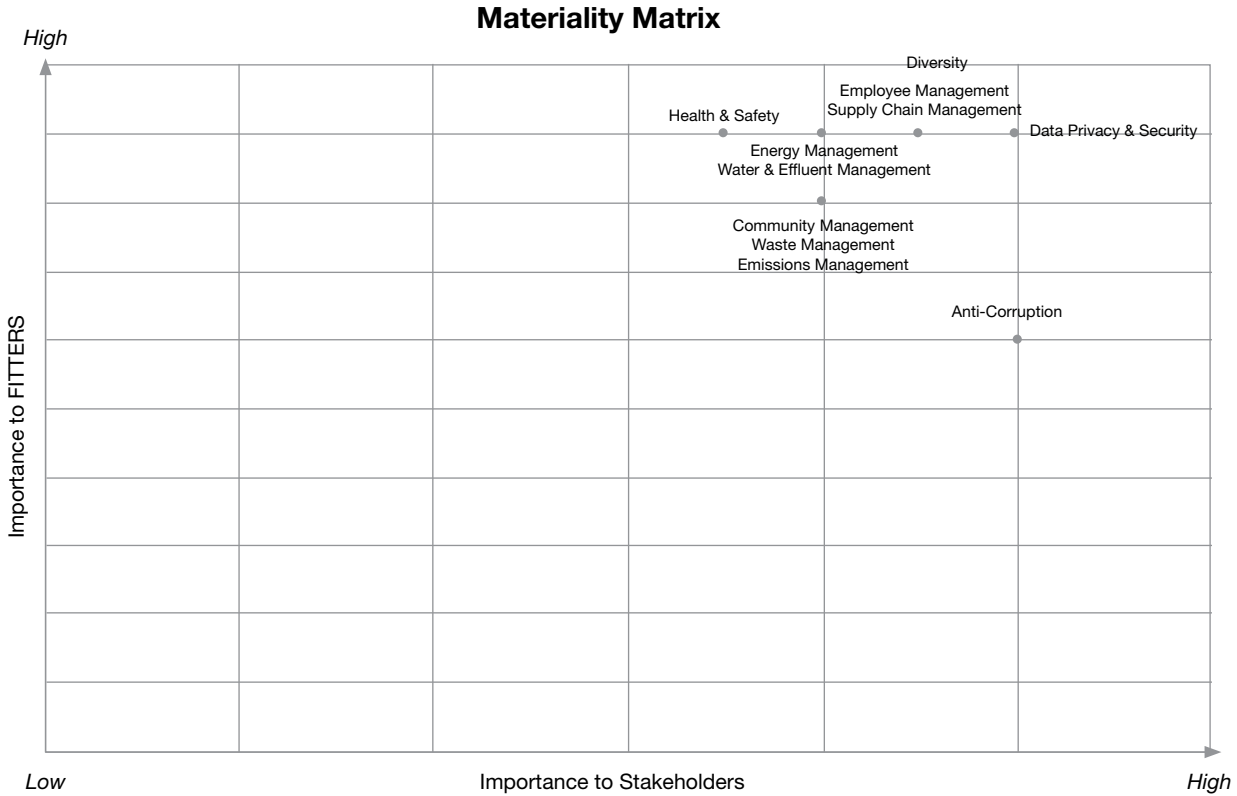 Materiality Matrix
High
Diversity
Employee Management
Supply Chain Management
Health & Safety
Data Privacy & Security
Energy Management
Water & Effluent Management
Community Management
Waste Management
Emissions Management
Anti-Corruption
Importance to FITTERS
Low
Importance to Stakeholders
High